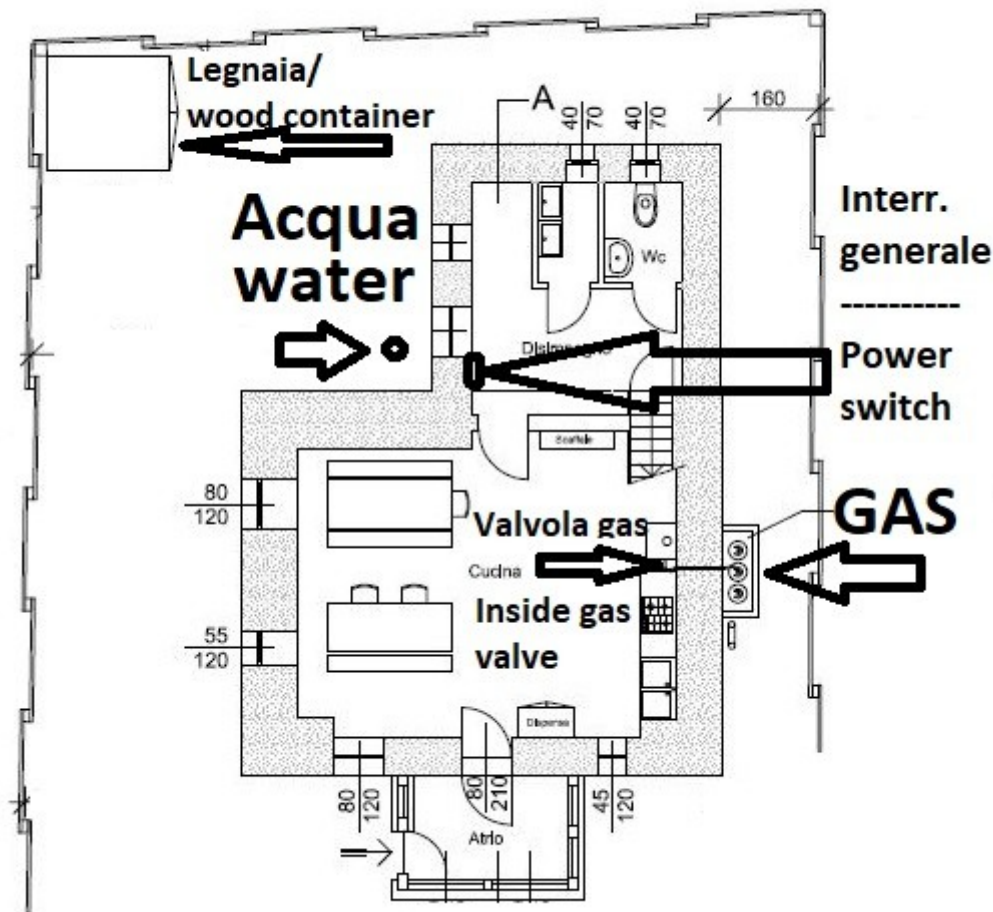 Legnaia/
wood container
A
40
70
40
70
160
Acqua
water
Interr.
generale
----------
Power
switch
Wc
Disimpegno
Scaffale
80
120
Valvola gas
GAS
Cucina
Inside gas
valve
55
120
Dispensa
80
120
80
210
45
120
Atrio